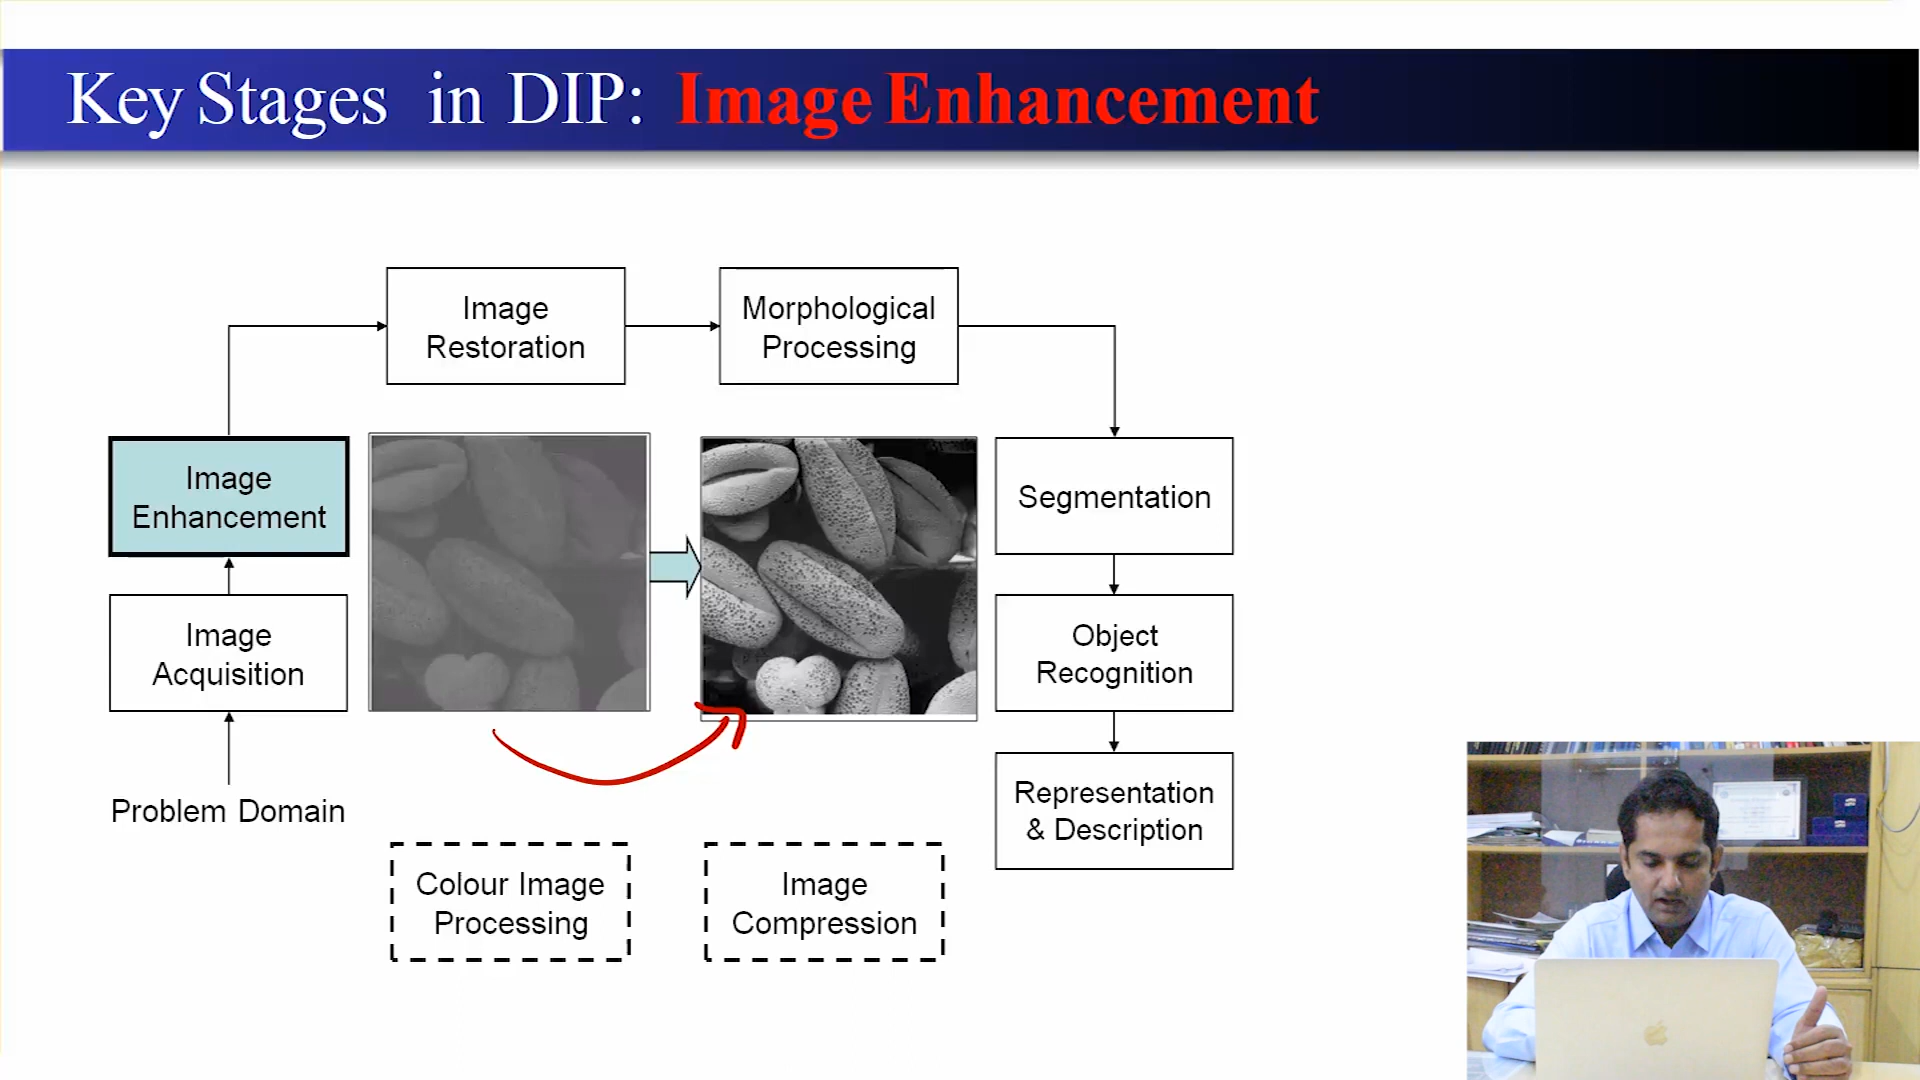 Key Stages in DIP: Image Enhancement
Image
Restoration
Morphological
Processing
Image
Enhancement
Segmentation
Image
Acquisition
Object
Recognition
Problem Domain
Representation
& Description
Colour Image
Processing
Image
Compression